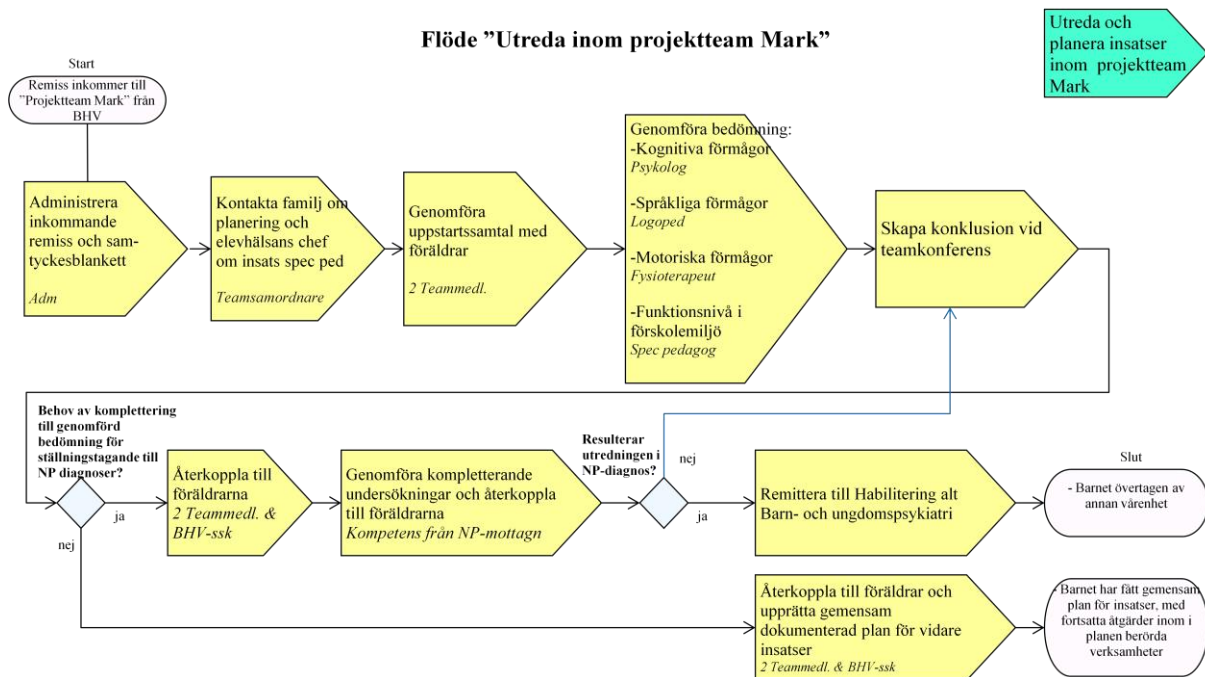 Flöde ”Utreda inom projektteam Mark”
Utreda och
planera insatser
inom projektteam
Mark
Start
Remiss inkommer till
”Projektteam Mark” från
BHV
Administrera
inkommande
remiss och sam-
tyckesblankett
Adm
Kontakta familj om
planering och
elevhälsans chef
om insats spec ped
Teamsamordnare
Genomföra
uppstartssamtal med
föräldrar
2 Teammedl.
Genomföra bedömning:
-Kognitiva förmågor
Psykolog
-Språkliga förmågor
Logoped
-Motoriska förmågor
Fysioterapeut
-Funktionsnivå i
förskolemiljö
Spec pedagog
Skapa konklusion vid
teamkonferens
Behov av komplettering
till genomförd
bedömning för
ställningstagande till
NP diagnoser?
ja
nej
Återkoppla till
föräldrarna
2 Teammedl. &
BHV-ssk
Genomföra kompletterande
undersökningar och återkoppla
till föräldrarna
Kompetens från NP-mottagn
Resulterar
utredningen i
NP-diagnos?
nej
ja
Remittera till Habilitering alt
Barn- och ungdomspsykiatri
Slut
- Barnet övertagen av
annan vårenhet
Återkoppla till föräldrar och
upprätta gemensam
dokumenterad plan för vidare
insatser
2 Teammedl. & BHV-ssk
- Barnet har fått gemensam
plan för insatser, med
fortsatta åtgärder inom i
planen berörda
verksamheter